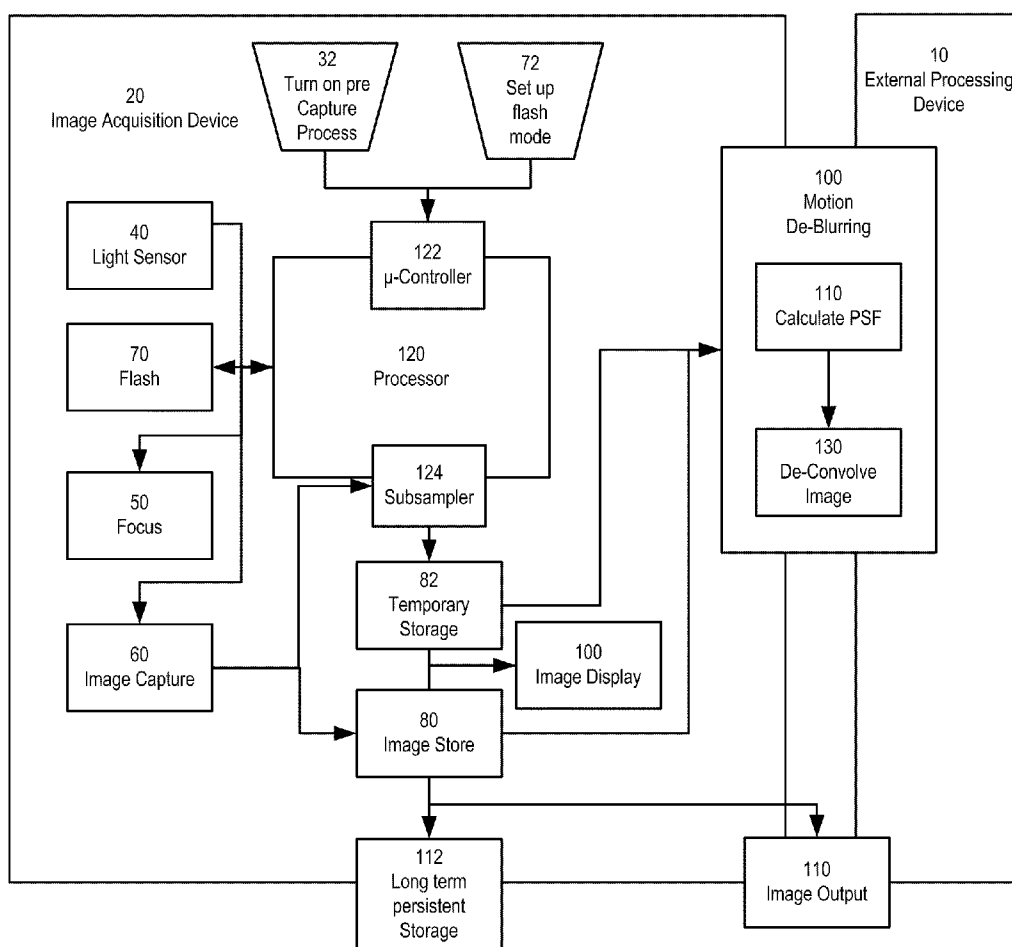 20
Image Acquisition Device
32
Turn on pre
Capture
Process
72
Set up
flash
mode
10
External Processing
Device
40
Light Sensor
122
µ-Controller
100
Motion
De-Blurring
110
Calculate PSF
70
Flash
120
Processor
130
De-Convolve
Image
50
Focus
124
Subsampler
82
Temporary
Storage
60
Image Capture
100
Image Display
80
Image Store
112
Long term
persistent
Storage
110
Image Output